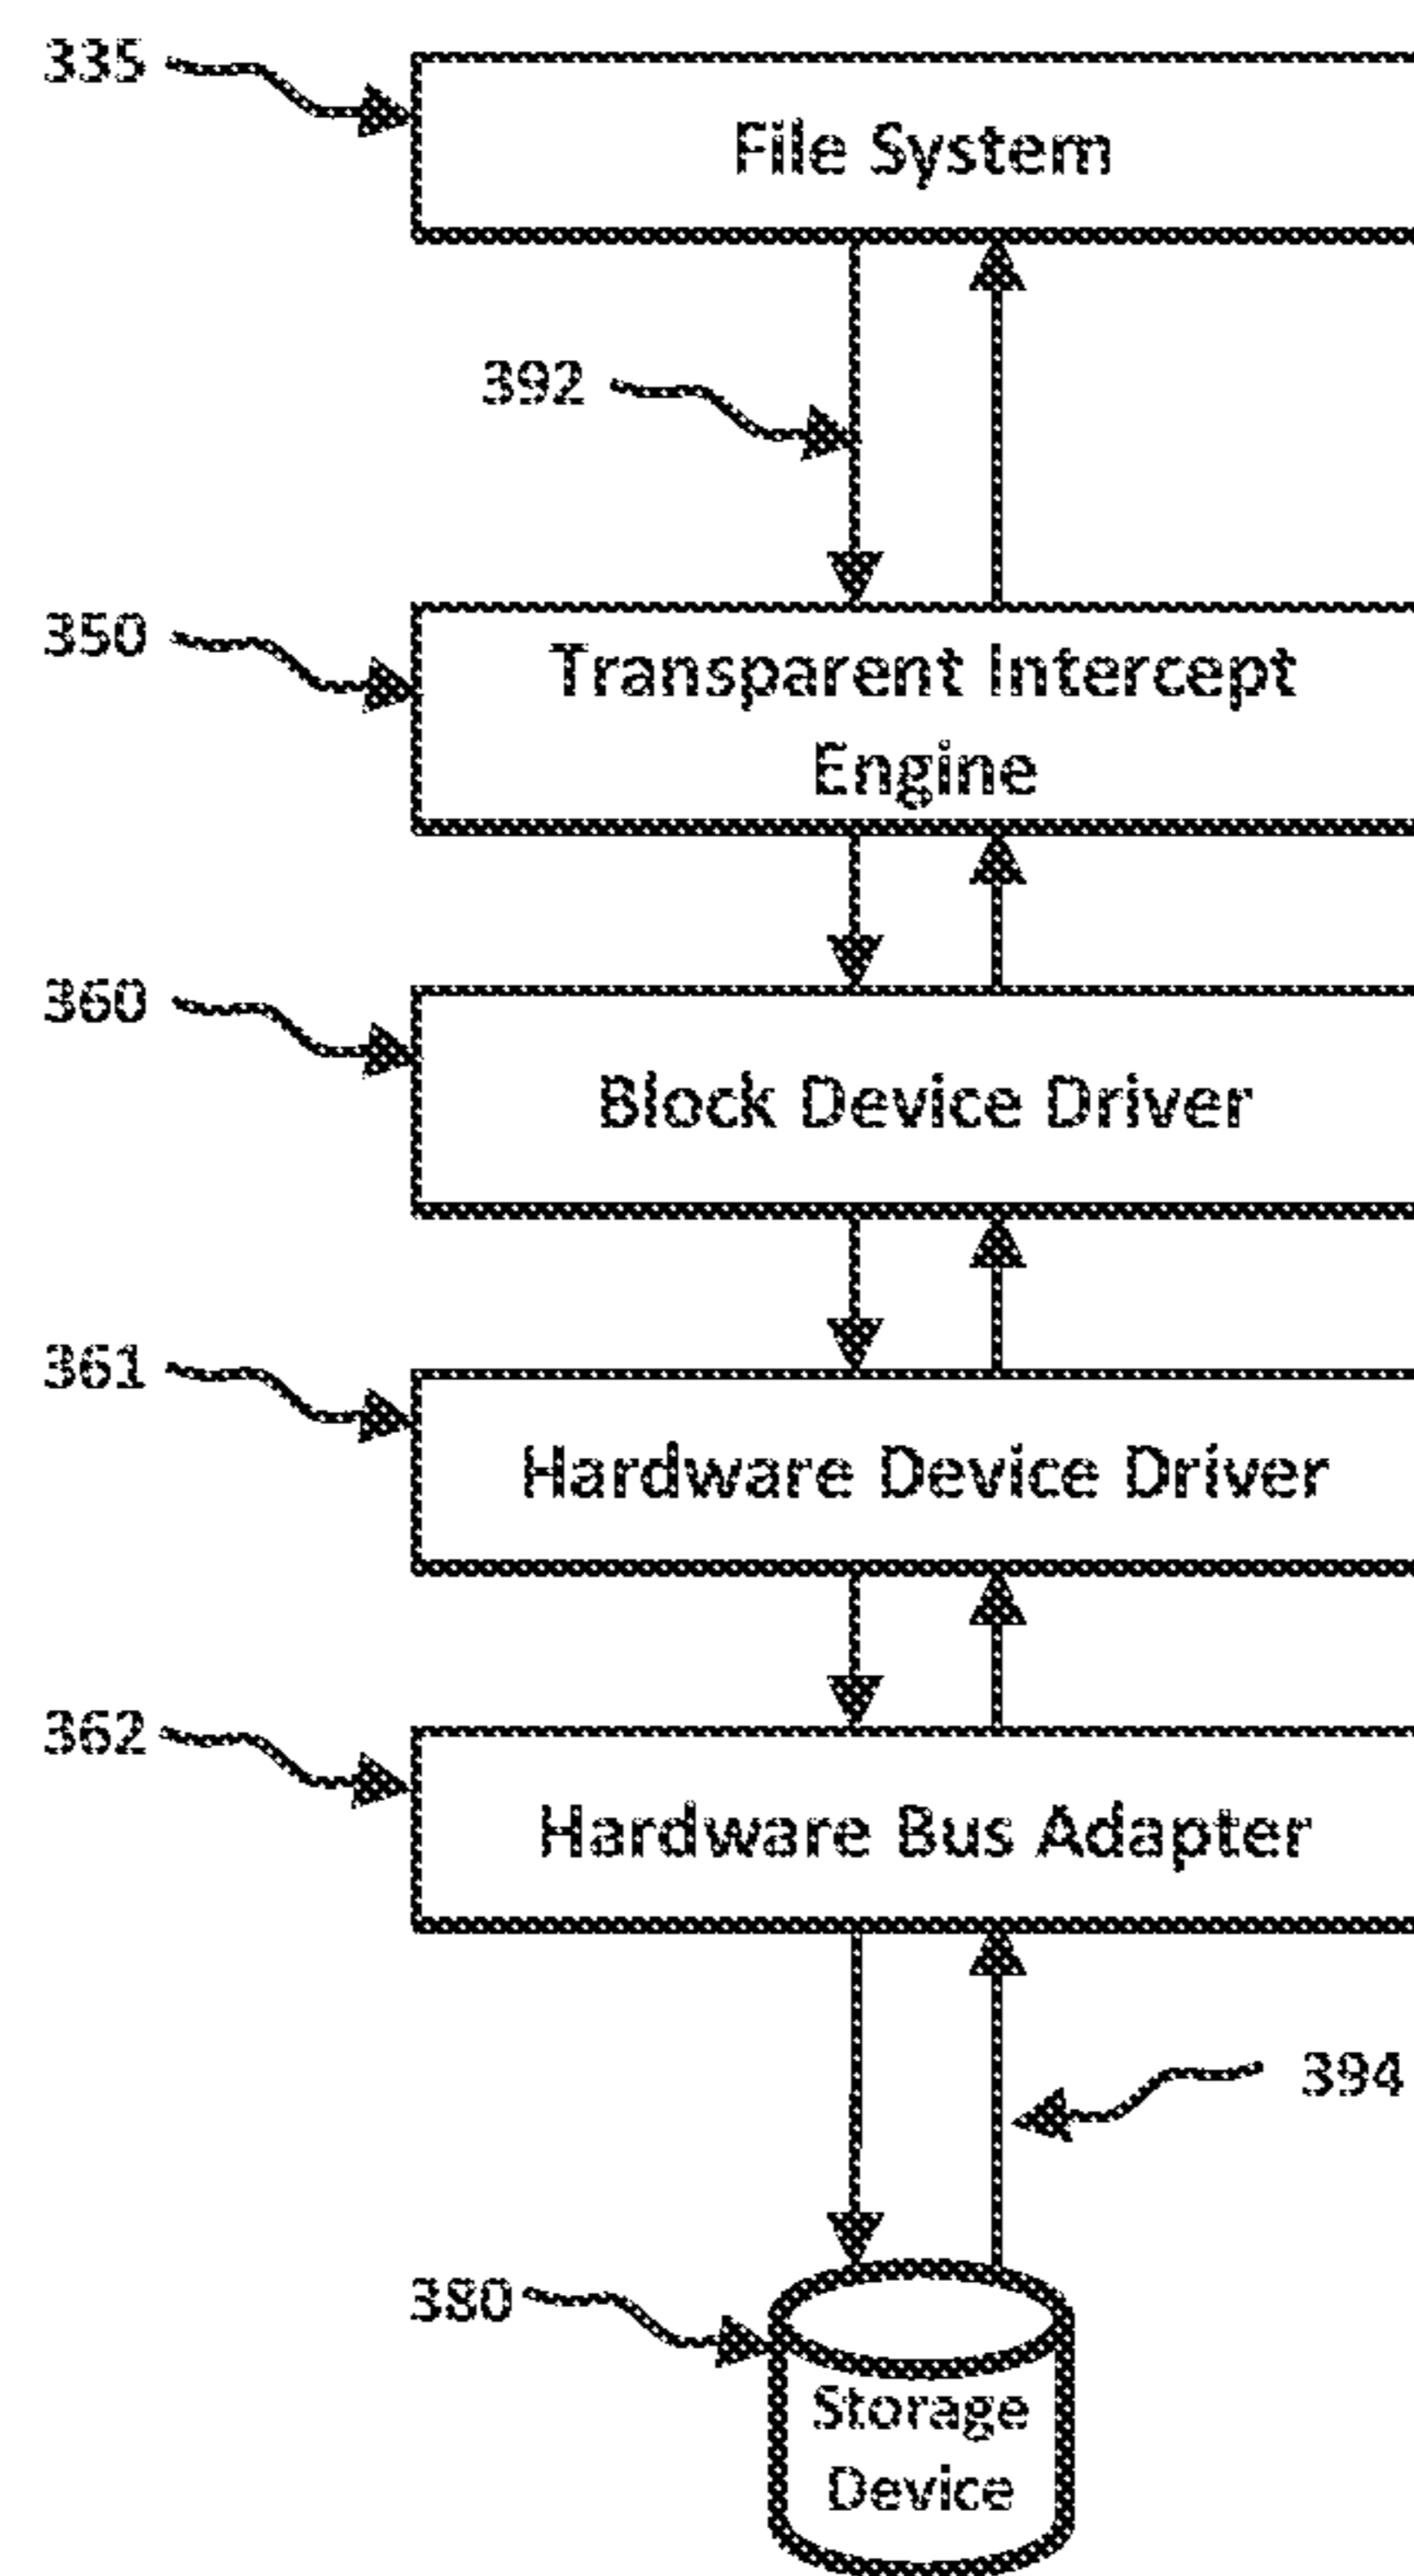 335
File System
392
350
Transparent Intercept
Engine
360
Block Device Driver
361
Hardware Device Driver
362
Hardware Bus Adapter
394
380
Storage
Device